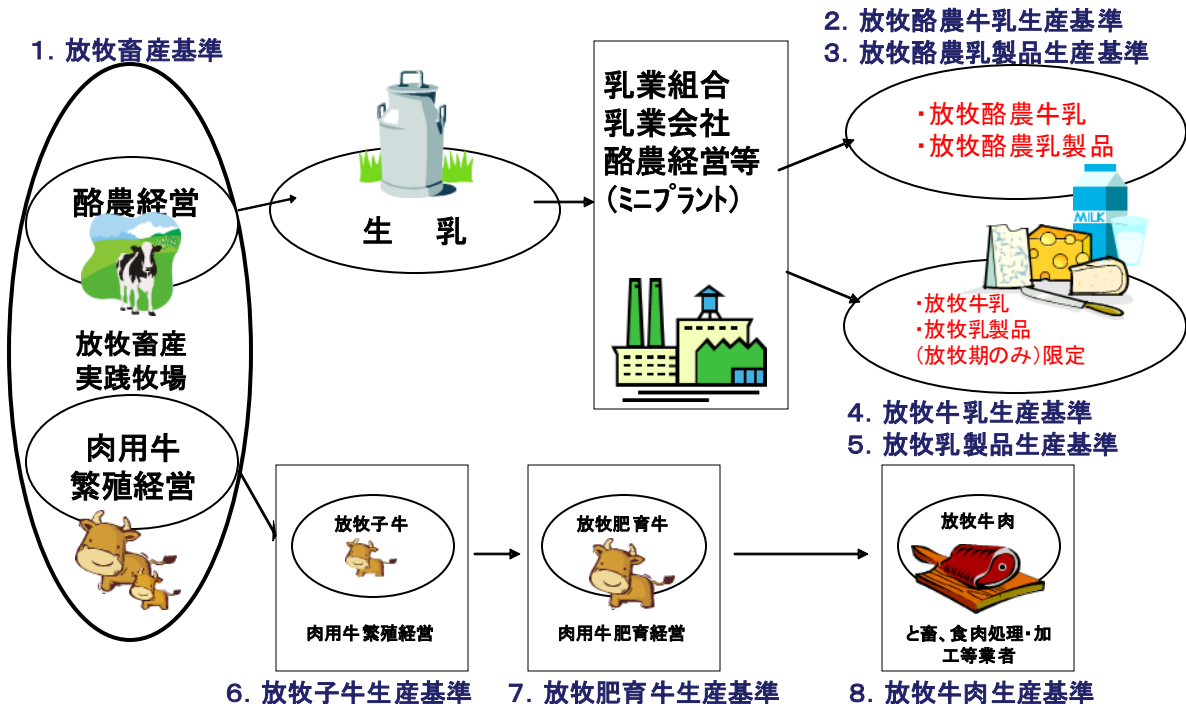 1．放牧畜産基準
酪農経営
放牧畜産
実践牧場
肉用牛
繁殖経営
生　乳
乳業組合
乳業会社
酪農経営等
（ミニプラント）
2．放牧酪農牛乳生産基準
3．放牧酪農乳製品生産基準
・放牧酪農牛乳
・放牧酪農乳製品
MILK
・放牧牛乳
・放牧乳製品
（放牧期のみ）限定
4．放牧牛乳生産基準
5．放牧乳製品生産基準
放牧子牛
肉用牛繁殖経営
6．放牧子牛生産基準
放牧肥育牛
肉用牛肥育経営
7．放牧肥育牛生産基準
放牧牛肉
と畜、食肉処理・加
工等業者
8．放牧牛肉生産基準